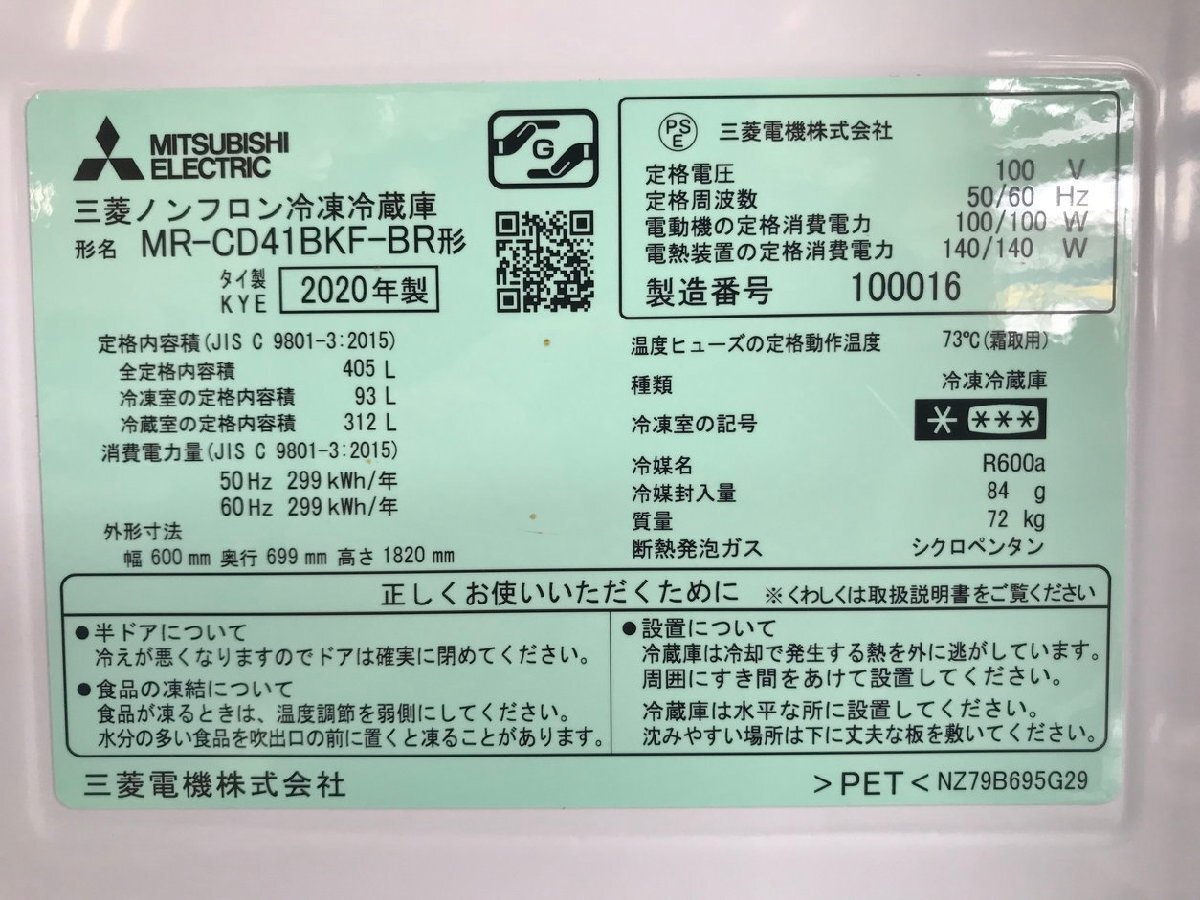 MITSUBISHI
ELECTRIC
三菱ノンフロン冷凍冷蔵庫
形名 MR-CD41BKF-BR形
タイ製
KYE 2020年製
G
PSE 三菱電機株式会社
定格電圧 100 V
定格周波数 50/60 Hz
電動機の定格消費電力 100/100 W
電熱装置の定格消費電力 140/140 W
製造番号 100016
定格内容積(JIS C 9801-3:2015)
全定格内容積 405 L
冷凍室の定格内容積 93 L
冷蔵室の定格内容積 312 L
消費電力量(JIS C 9801-3:2015)
50Hz 299kWh/年
60Hz 299kWh/年
外形寸法
幅 600mm 奥行 699mm 高さ 1820mm
温度ヒューズの定格動作温度 73℃(霜取用)
種類 冷凍冷蔵庫
冷凍室の記号 * ***
冷媒名 R600a
冷媒封入量 84 g
質量 72 kg
断熱発泡ガス シクロペンタン
正しくお使いいただくために ※くわしくは取扱説明書をご覧ください
●半ドアについて
冷えが悪くなりますのでドアは確実に閉めてください。
●食品の凍結について
食品が凍るときは、温度調節を弱側にしてください。
水分の多い食品を吹出口の前に置くと凍ることがあります。
●設置について
冷蔵庫は冷却で発生する熱を外に逃がしています。
周囲にすき間をあけて設置してください。
冷蔵庫は水平な所に設置してください。
沈みやすい場所は下に丈夫な板を敷いてください。
三菱電機株式会社
>PET< NZ79B695G29